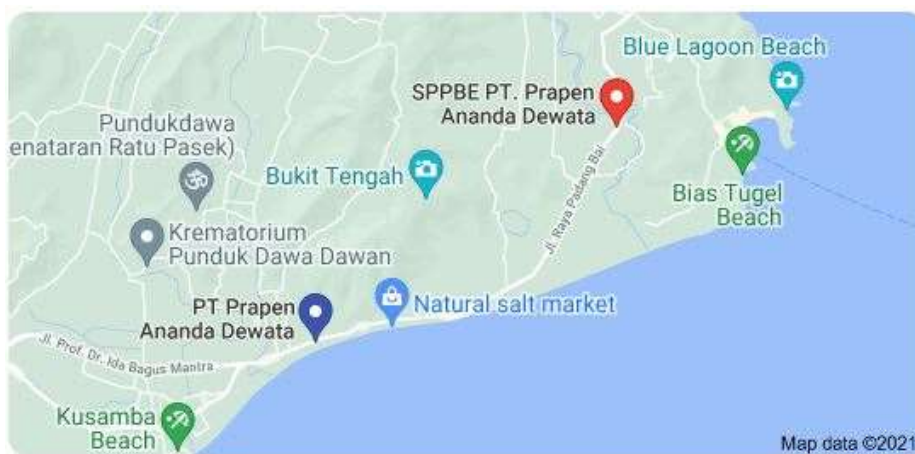 Blue Lagoon Beach
SPPBE PT. Prapen
Ananda Dewata
Pundukdawa
enataran Ratu Pasek)
Bukit Tengah
Bias Tugel
Beach
Jl. Raya Padang Bai
Krematorium
Punduk Dawa Dawan
PT Prapen
Ananda Dewata
Natural salt market
Jl. Prof. Dr. Ida Bagus Mantra
Kusamba
Beach
Map data ©2021